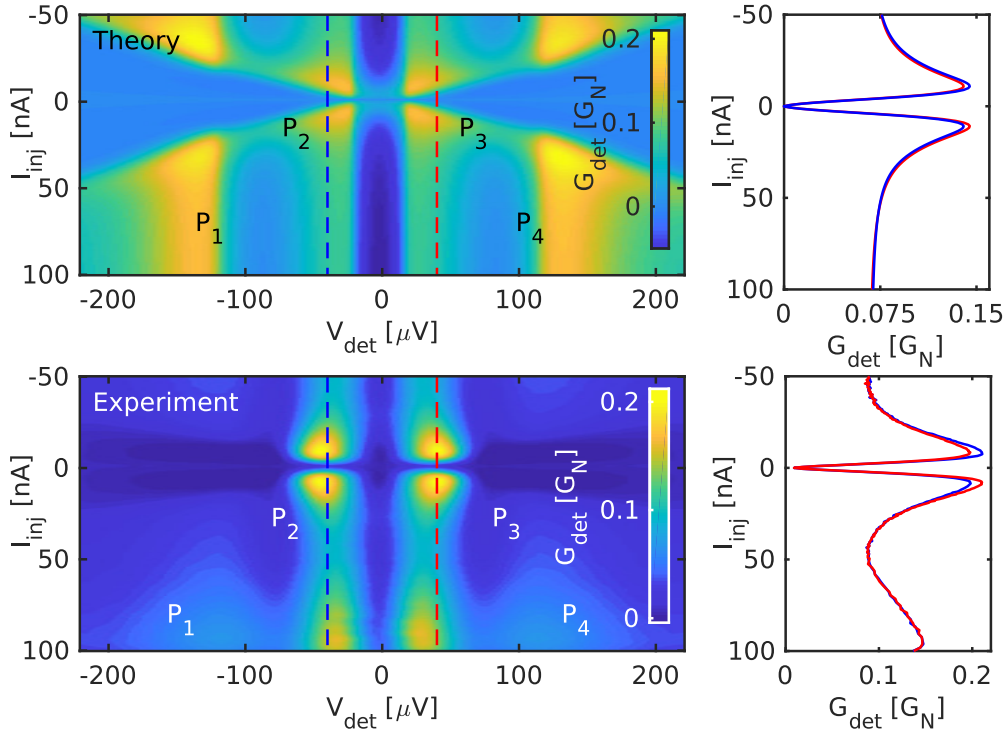 -50
0
50
100
I_inj [nA]
Theory
P_1
P_2
P_3
P_4
0.2
0.1
0
G_det [G_N]
-200
-100
0
100
200
V_det [μV]
-50
0
50
100
I_inj [nA]
0
0.075
0.15
G_det [G_N]
-50
0
50
100
I_inj [nA]
Experiment
P_1
P_2
P_3
P_4
0.2
0.1
0
G_det [G_N]
-200
-100
0
100
200
V_det [μV]
-50
0
50
100
I_inj [nA]
0
0.1
0.2
G_det [G_N]